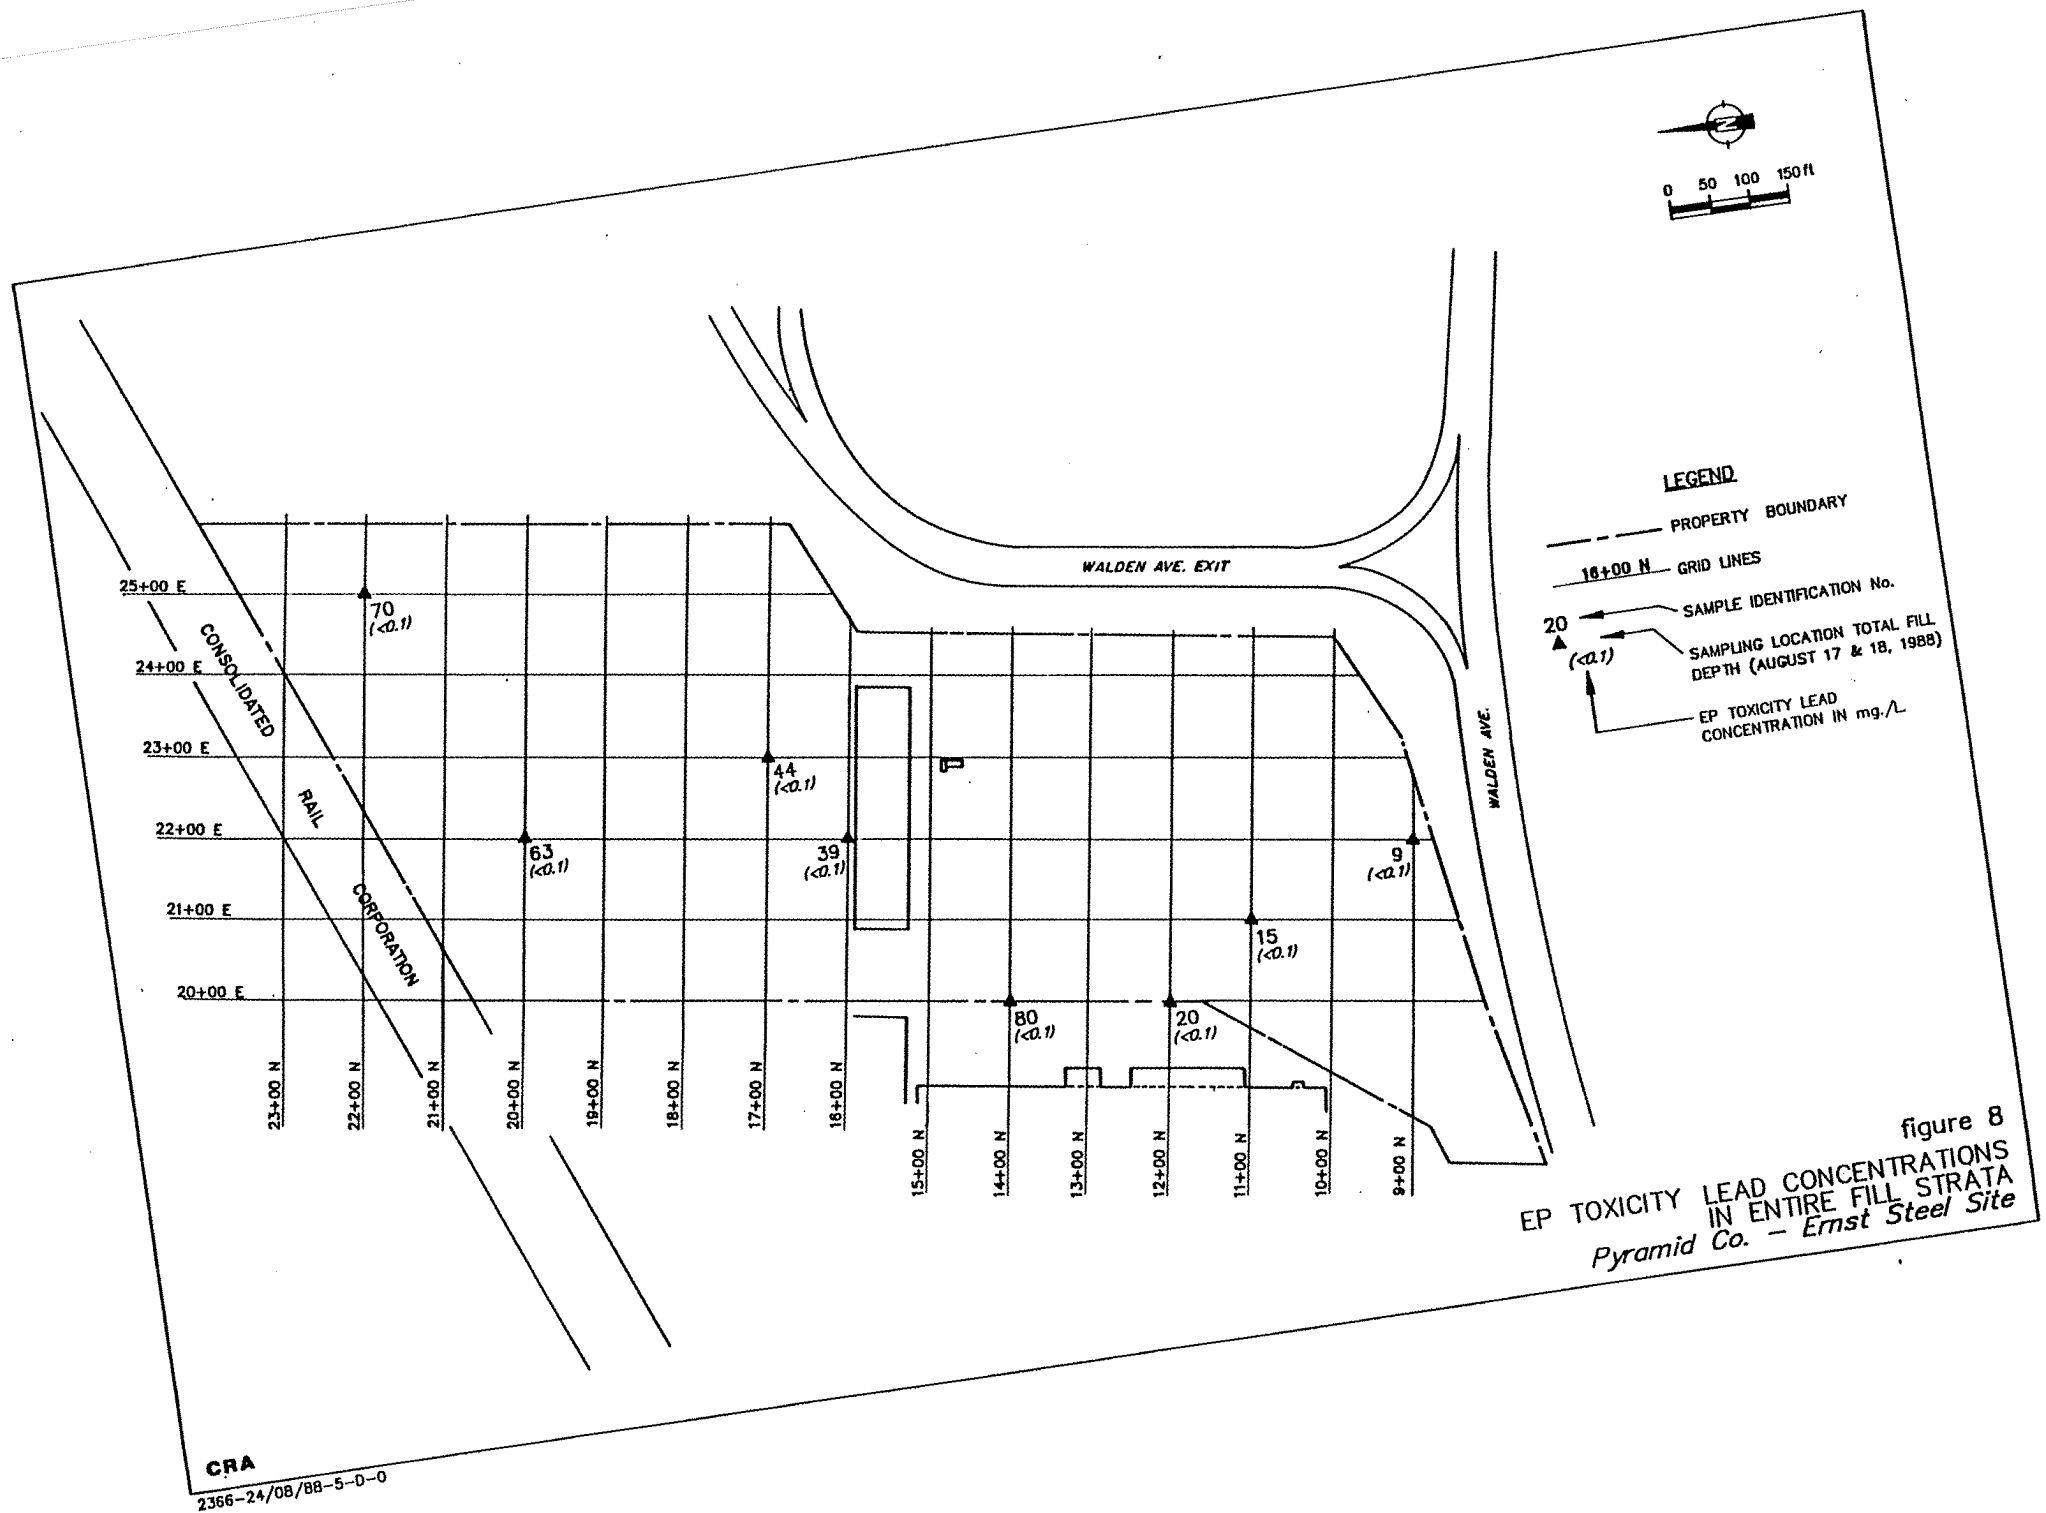 0 50 100 150ft
LEGEND
PROPERTY BOUNDARY
16+00 N GRID LINES
20 SAMPLE IDENTIFICATION No.
(<0.1) SAMPLING LOCATION TOTAL FILL
DEPTH (AUGUST 17 & 18, 1988)
EP TOXICITY LEAD
CONCENTRATION IN mg./L
WALDEN AVE. EXIT
WALDEN AVE.
CONSOLIDATED
RAIL
CORPORATION
25+00 E
24+00 E
23+00 E
22+00 E
21+00 E
20+00 E
70
(<0.1)
44
(<0.1)
63
(<0.1)
39
(<0.1)
9
(<0.1)
15
(<0.1)
80
(<0.1)
20
(<0.1)
23+00 N
22+00 N
21+00 N
20+00 N
19+00 N
18+00 N
17+00 N
16+00 N
15+00 N
14+00 N
13+00 N
12+00 N
11+00 N
10+00 N
9+00 N
figure 8
EP TOXICITY LEAD CONCENTRATIONS
IN ENTIRE FILL STRATA
Pyramid Co. - Ernst Steel Site
CRA
2366-24/08/88-5-D-0
N